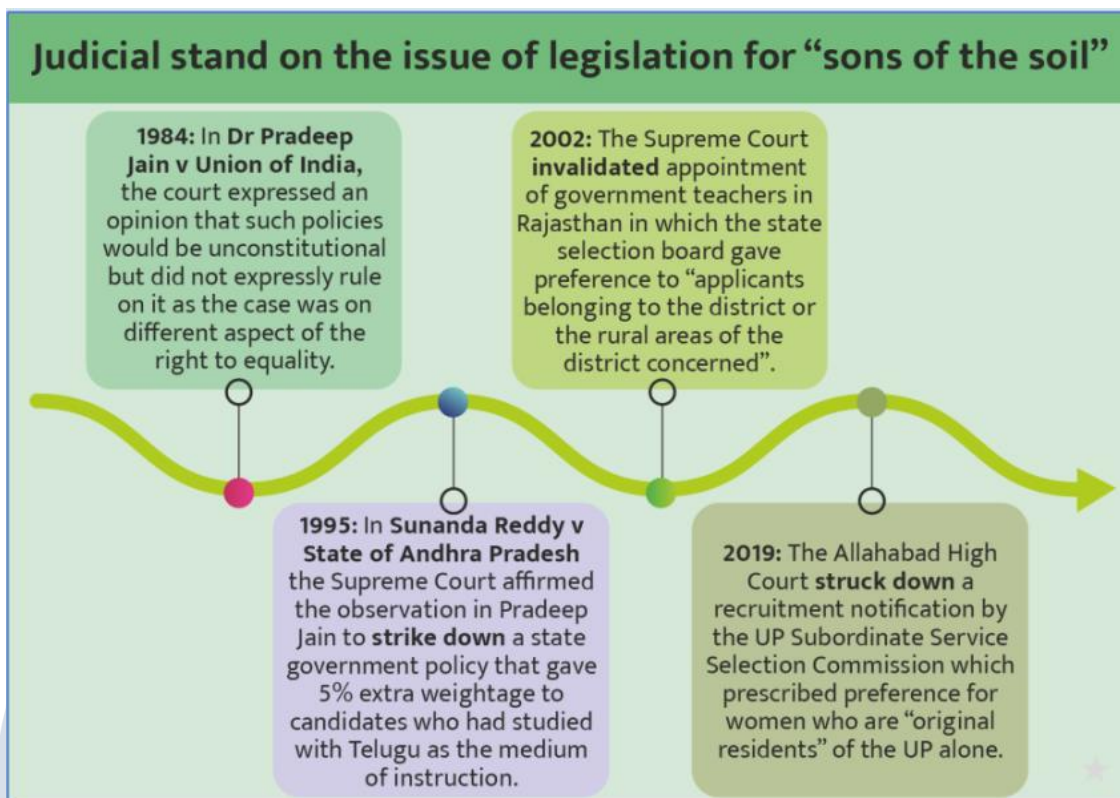 Judicial stand on the issue of legislation for “sons of the soil”
1984: In Dr Pradeep
Jain v Union of India,
the court expressed an
opinion that such policies
would be unconstitutional
but did not expressly rule
on it as the case was on
different aspect of the
right to equality.
1995: In Sunanda Reddy v
State of Andhra Pradesh
the Supreme Court affirmed
the observation in Pradeep
Jain to strike down a state
government policy that gave
5% extra weightage to
candidates who had studied
with Telugu as the medium
of instruction.
2002: The Supreme Court
invalidated appointment
of government teachers in
Rajasthan in which the state
selection board gave
preference to “applicants
belonging to the district or
the rural areas of the
district concerned”.
2019: The Allahabad High
Court struck down a
recruitment notification by
the UP Subordinate Service
Selection Commission which
prescribed preference for
women who are “original
residents” of the UP alone.